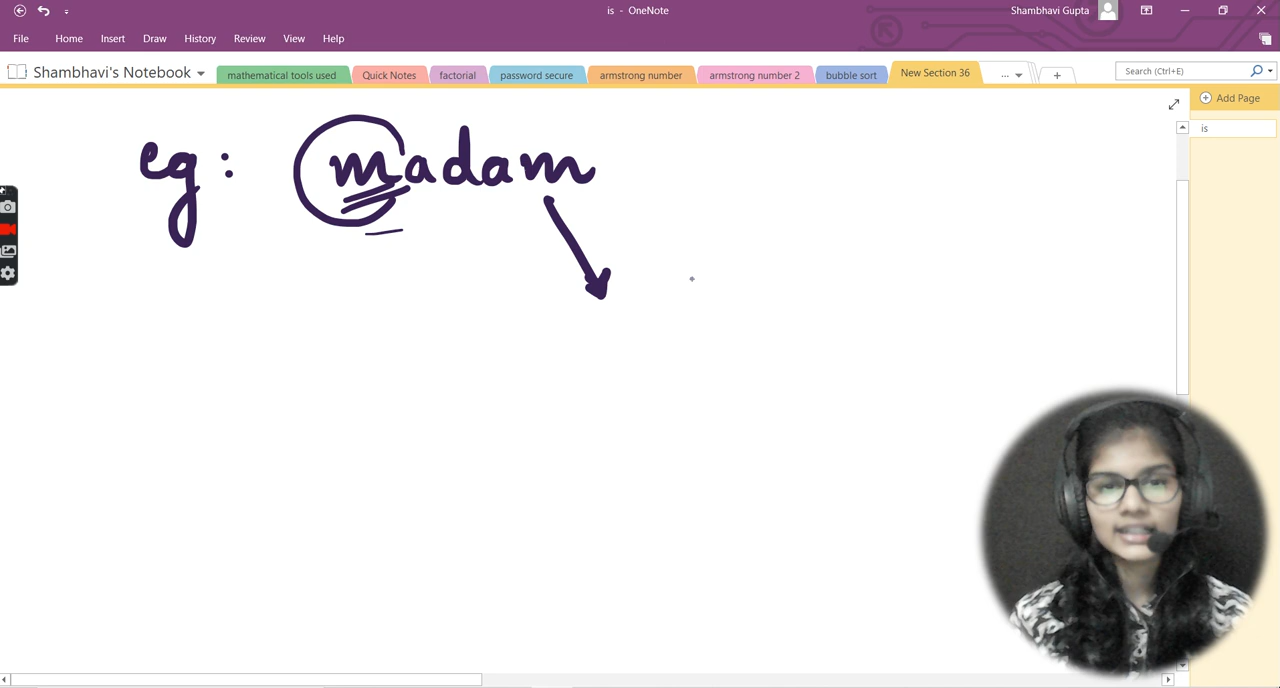 is - OneNote
Shambhavi Gupta
File Home Insert Draw History Review View Help
Shambhavi's Notebook
mathematical tools used
Quick Notes
factorial
password secure
armstrong number
armstrong number 2
bubble sort
New Section 36
...
Search (Ctrl+E)
Add Page
is
eg: madam